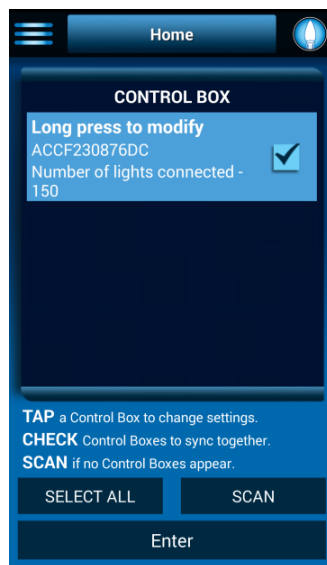 Home
CONTROL BOX
Long press to modify
ACCF230876DC
Number of lights connected -
150
TAP a Control Box to change settings.
CHECK Control Boxes to sync together.
SCAN if no Control Boxes appear.
SELECT ALL
SCAN
Enter